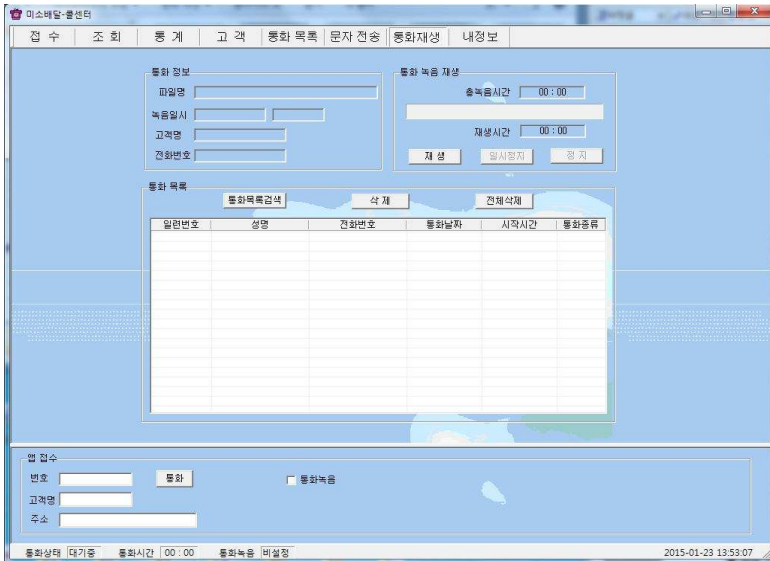 미소배달-콜센터
접 수 조 회 통 계 고 객 통화 목록 문자 전송 통화재생 내정보
통화 정보
파일명
녹음일시
고객명
전화번호
통화 녹음 재생
총녹음시간 00 : 00
재생시간 00 : 00
재 생 일시정지 정 지
통화 목록
통화목록검색 삭 제 전체삭제
일련번호 성명 전화번호 통화날짜 시작시간 통화종류
앱 접수
번호 통화 통화녹음
고객명
주소
통화상태 대기중 통화시간 00 : 00 통화녹음 비설정 2015-01-23 13:53:07